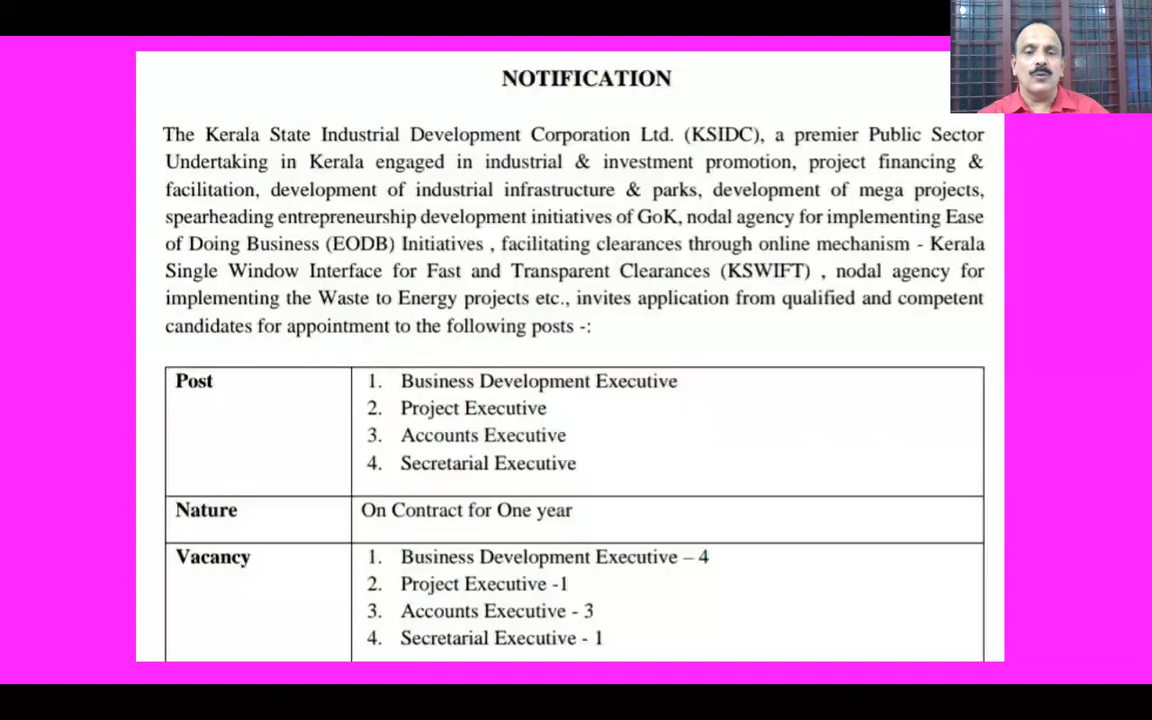 NOTIFICATION
The Kerala State Industrial Development Corporation Ltd. (KSIDC), a premier Public Sector
Undertaking in Kerala engaged in industrial & investment promotion, project financing &
facilitation, development of industrial infrastructure & parks, development of mega projects,
spearheading entrepreneurship development initiatives of GoK, nodal agency for implementing Ease
of Doing Business (EODB) Initiatives , facilitating clearances through online mechanism - Kerala
Single Window Interface for Fast and Transparent Clearances (KSWIFT) , nodal agency for
implementing the Waste to Energy projects etc., invites application from qualified and competent
candidates for appointment to the following posts -:
Post
1. Business Development Executive
2. Project Executive
3. Accounts Executive
4. Secretarial Executive
Nature
On Contract for One year
Vacancy
1. Business Development Executive – 4
2. Project Executive -1
3. Accounts Executive - 3
4. Secretarial Executive - 1